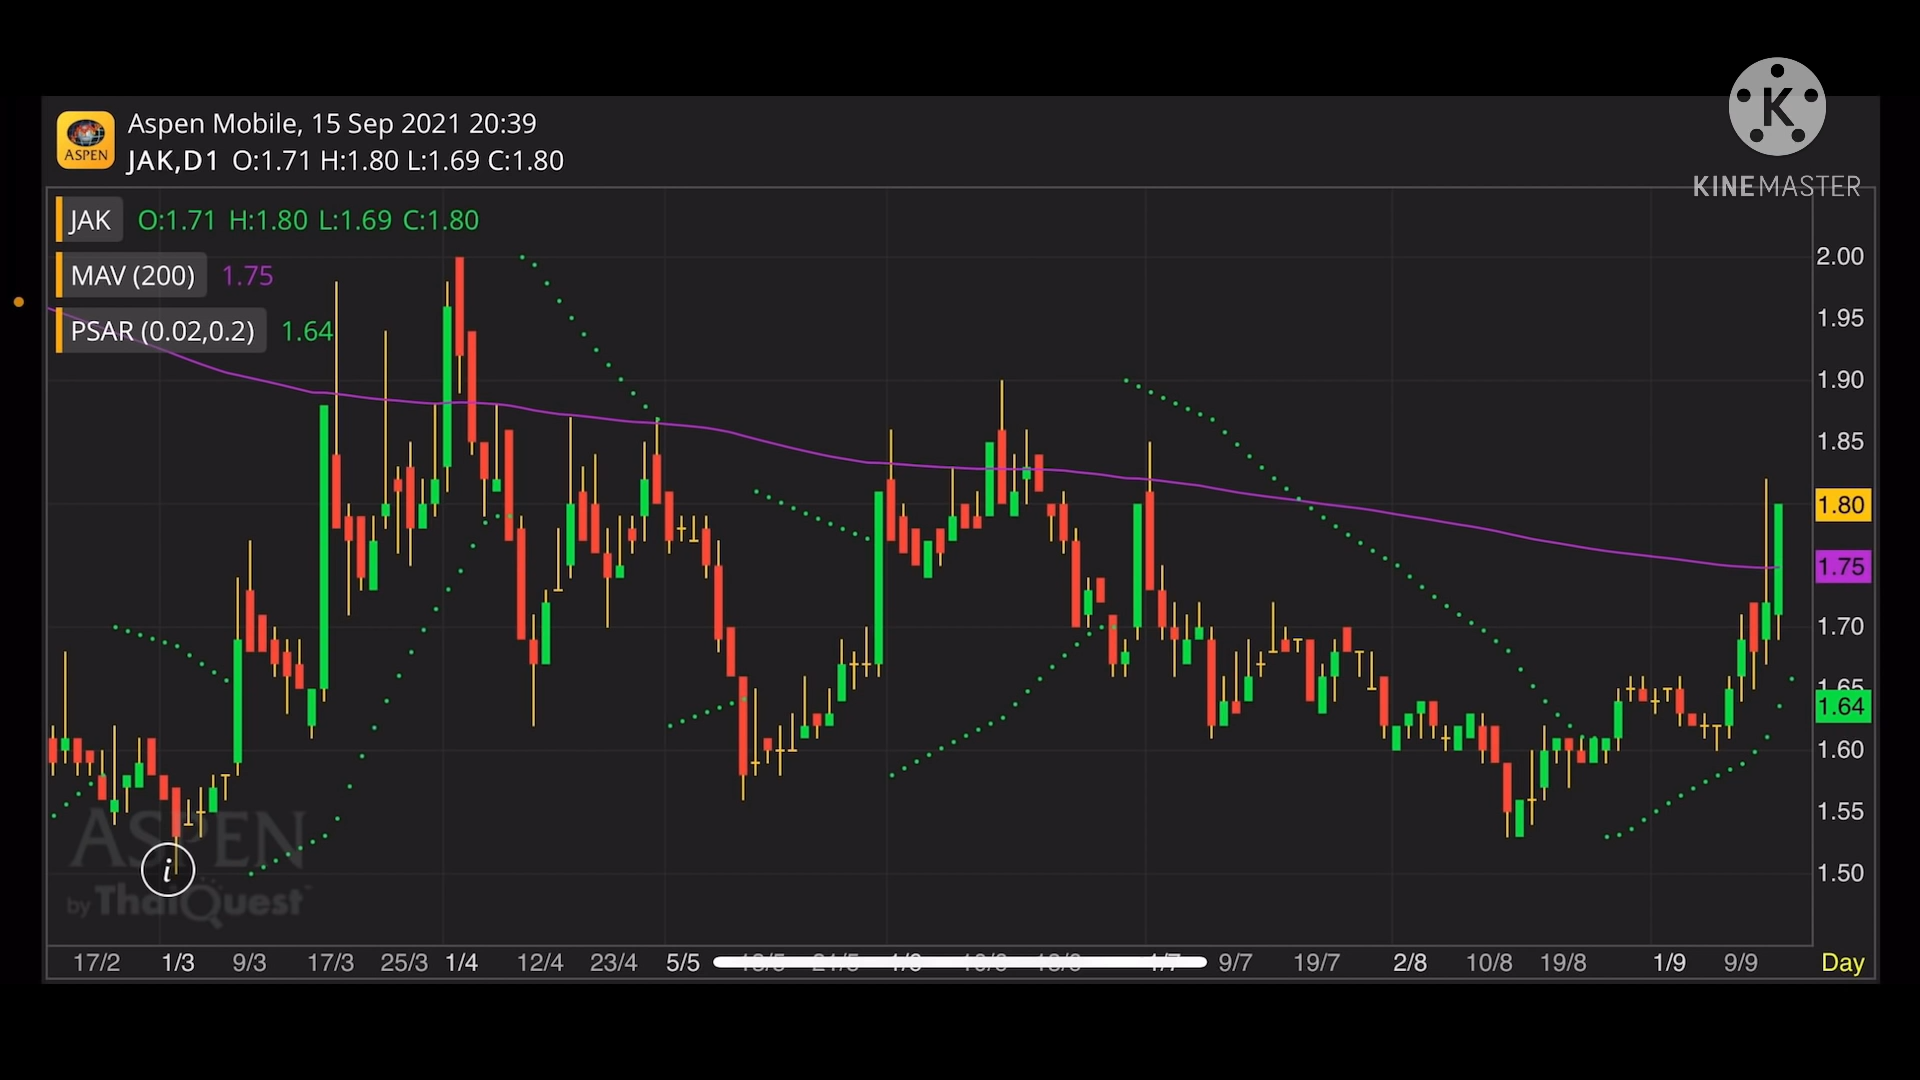 Aspen Mobile, 15 Sep 2021 20:39
JAK,D1 O:1.71 H:1.80 L:1.69 C:1.80
ASPEN
K
KINEMASTER
JAK O:1.71 H:1.80 L:1.69 C:1.80
MAV (200) 1.75
PSAR (0.02,0.2) 1.64
2.00
1.95
1.90
1.85
1.80
1.75
1.70
1.65
1.64
1.60
1.55
1.50
ASPEN
i
by ThaiQuest
17/2 1/3 9/3 17/3 25/3 1/4 12/4 23/4 5/5 9/7 19/7 2/8 10/8 19/8 1/9 9/9 Day